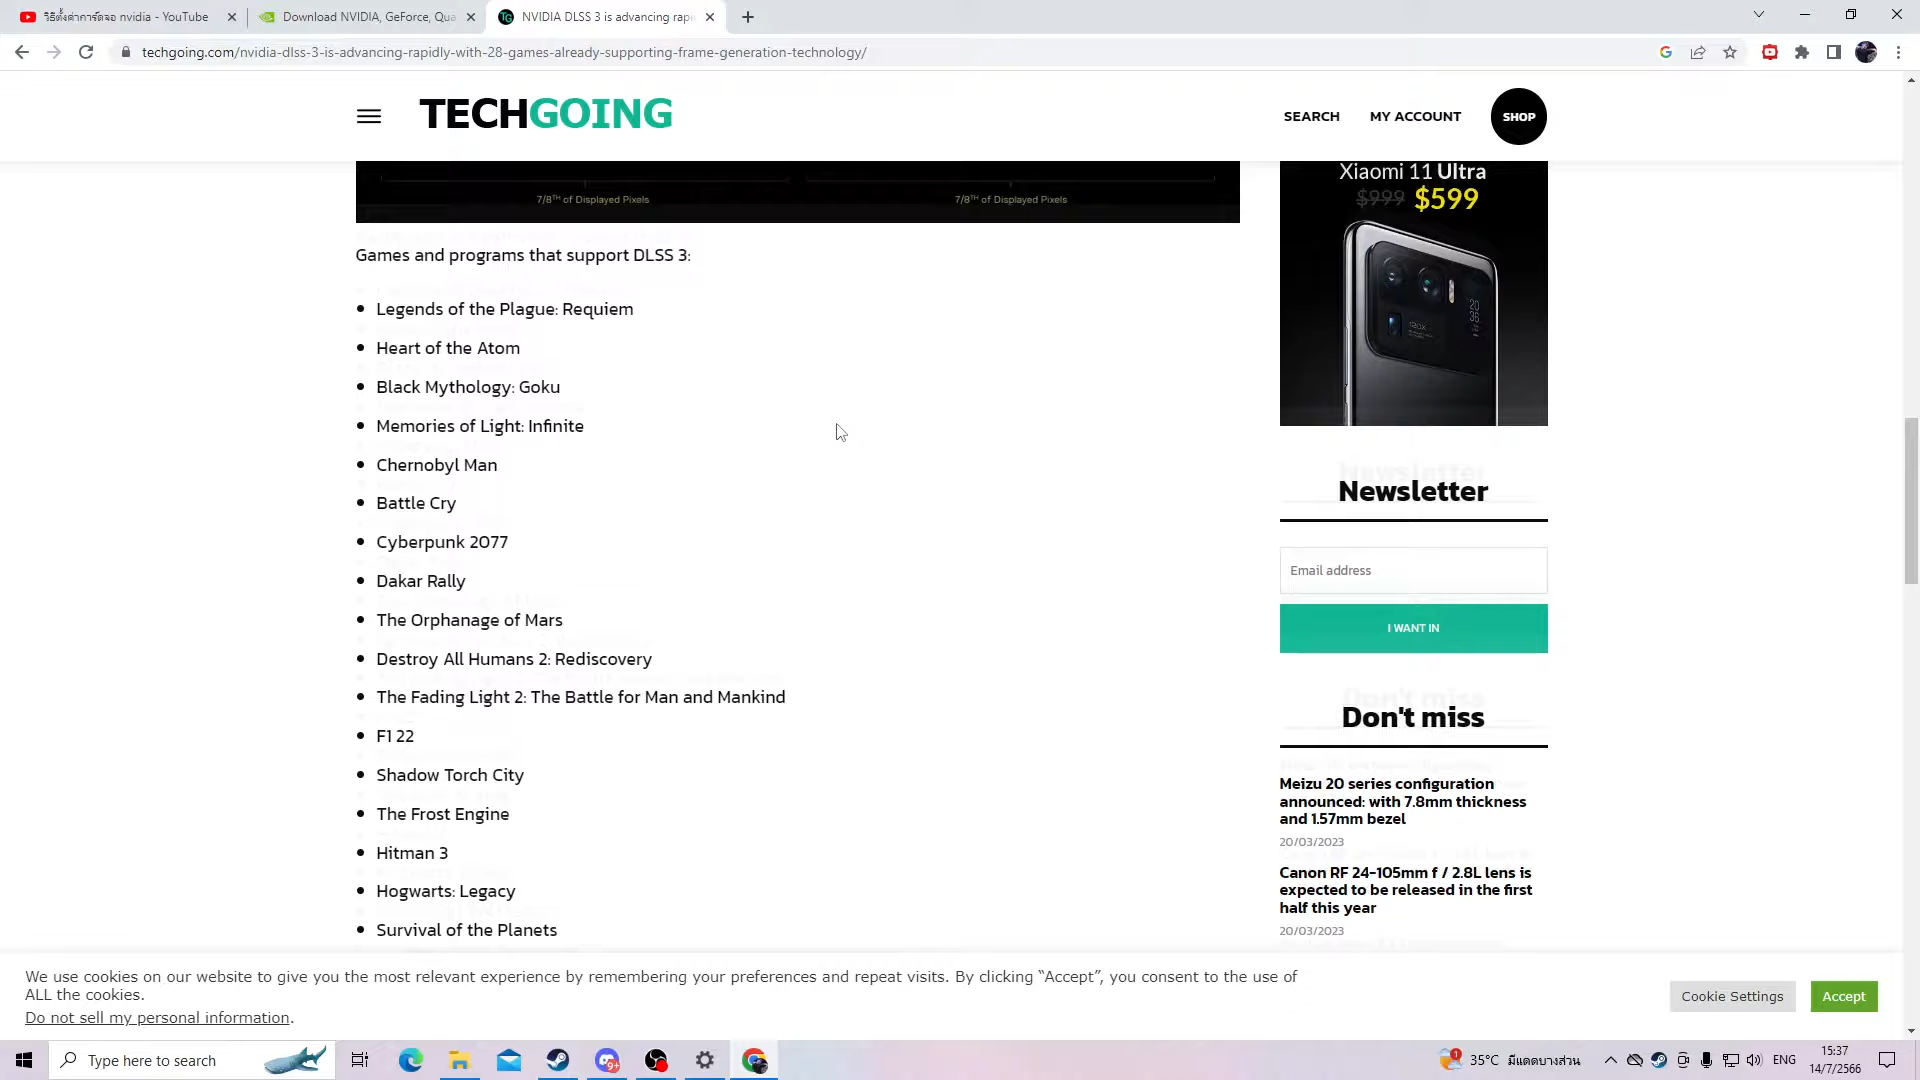 วิธีตั้งค่าการ์ดจอ nvidia - YouTube
Download NVIDIA, GeForce, Qua
NVIDIA DLSS 3 is advancing rapi
techgoing.com/nvidia-dlss-3-is-advancing-rapidly-with-28-games-already-supporting-frame-generation-technology/
TECHGOING
SEARCH
MY ACCOUNT
SHOP
7/8TH of Displayed Pixels
7/8TH of Displayed Pixels
Xiaomi 11 Ultra
$999 $599
Games and programs that support DLSS 3:
Legends of the Plague: Requiem
Heart of the Atom
Black Mythology: Goku
Memories of Light: Infinite
Chernobyl Man
Battle Cry
Cyberpunk 2077
Dakar Rally
The Orphanage of Mars
Destroy All Humans 2: Rediscovery
The Fading Light 2: The Battle for Man and Mankind
F1 22
Shadow Torch City
The Frost Engine
Hitman 3
Hogwarts: Legacy
Survival of the Planets
Newsletter
Email address
I WANT IN
Don't miss
Meizu 20 series configuration
announced: with 7.8mm thickness
and 1.57mm bezel
20/03/2023
Canon RF 24-105mm f / 2.8L lens is
expected to be released in the first
half this year
20/03/2023
We use cookies on our website to give you the most relevant experience by remembering your preferences and repeat visits. By clicking “Accept”, you consent to the use of
ALL the cookies.
Do not sell my personal information.
Cookie Settings
Accept
Type here to search
35°C มีแดดบางส่วน
ENG
15:37
14/7/2566